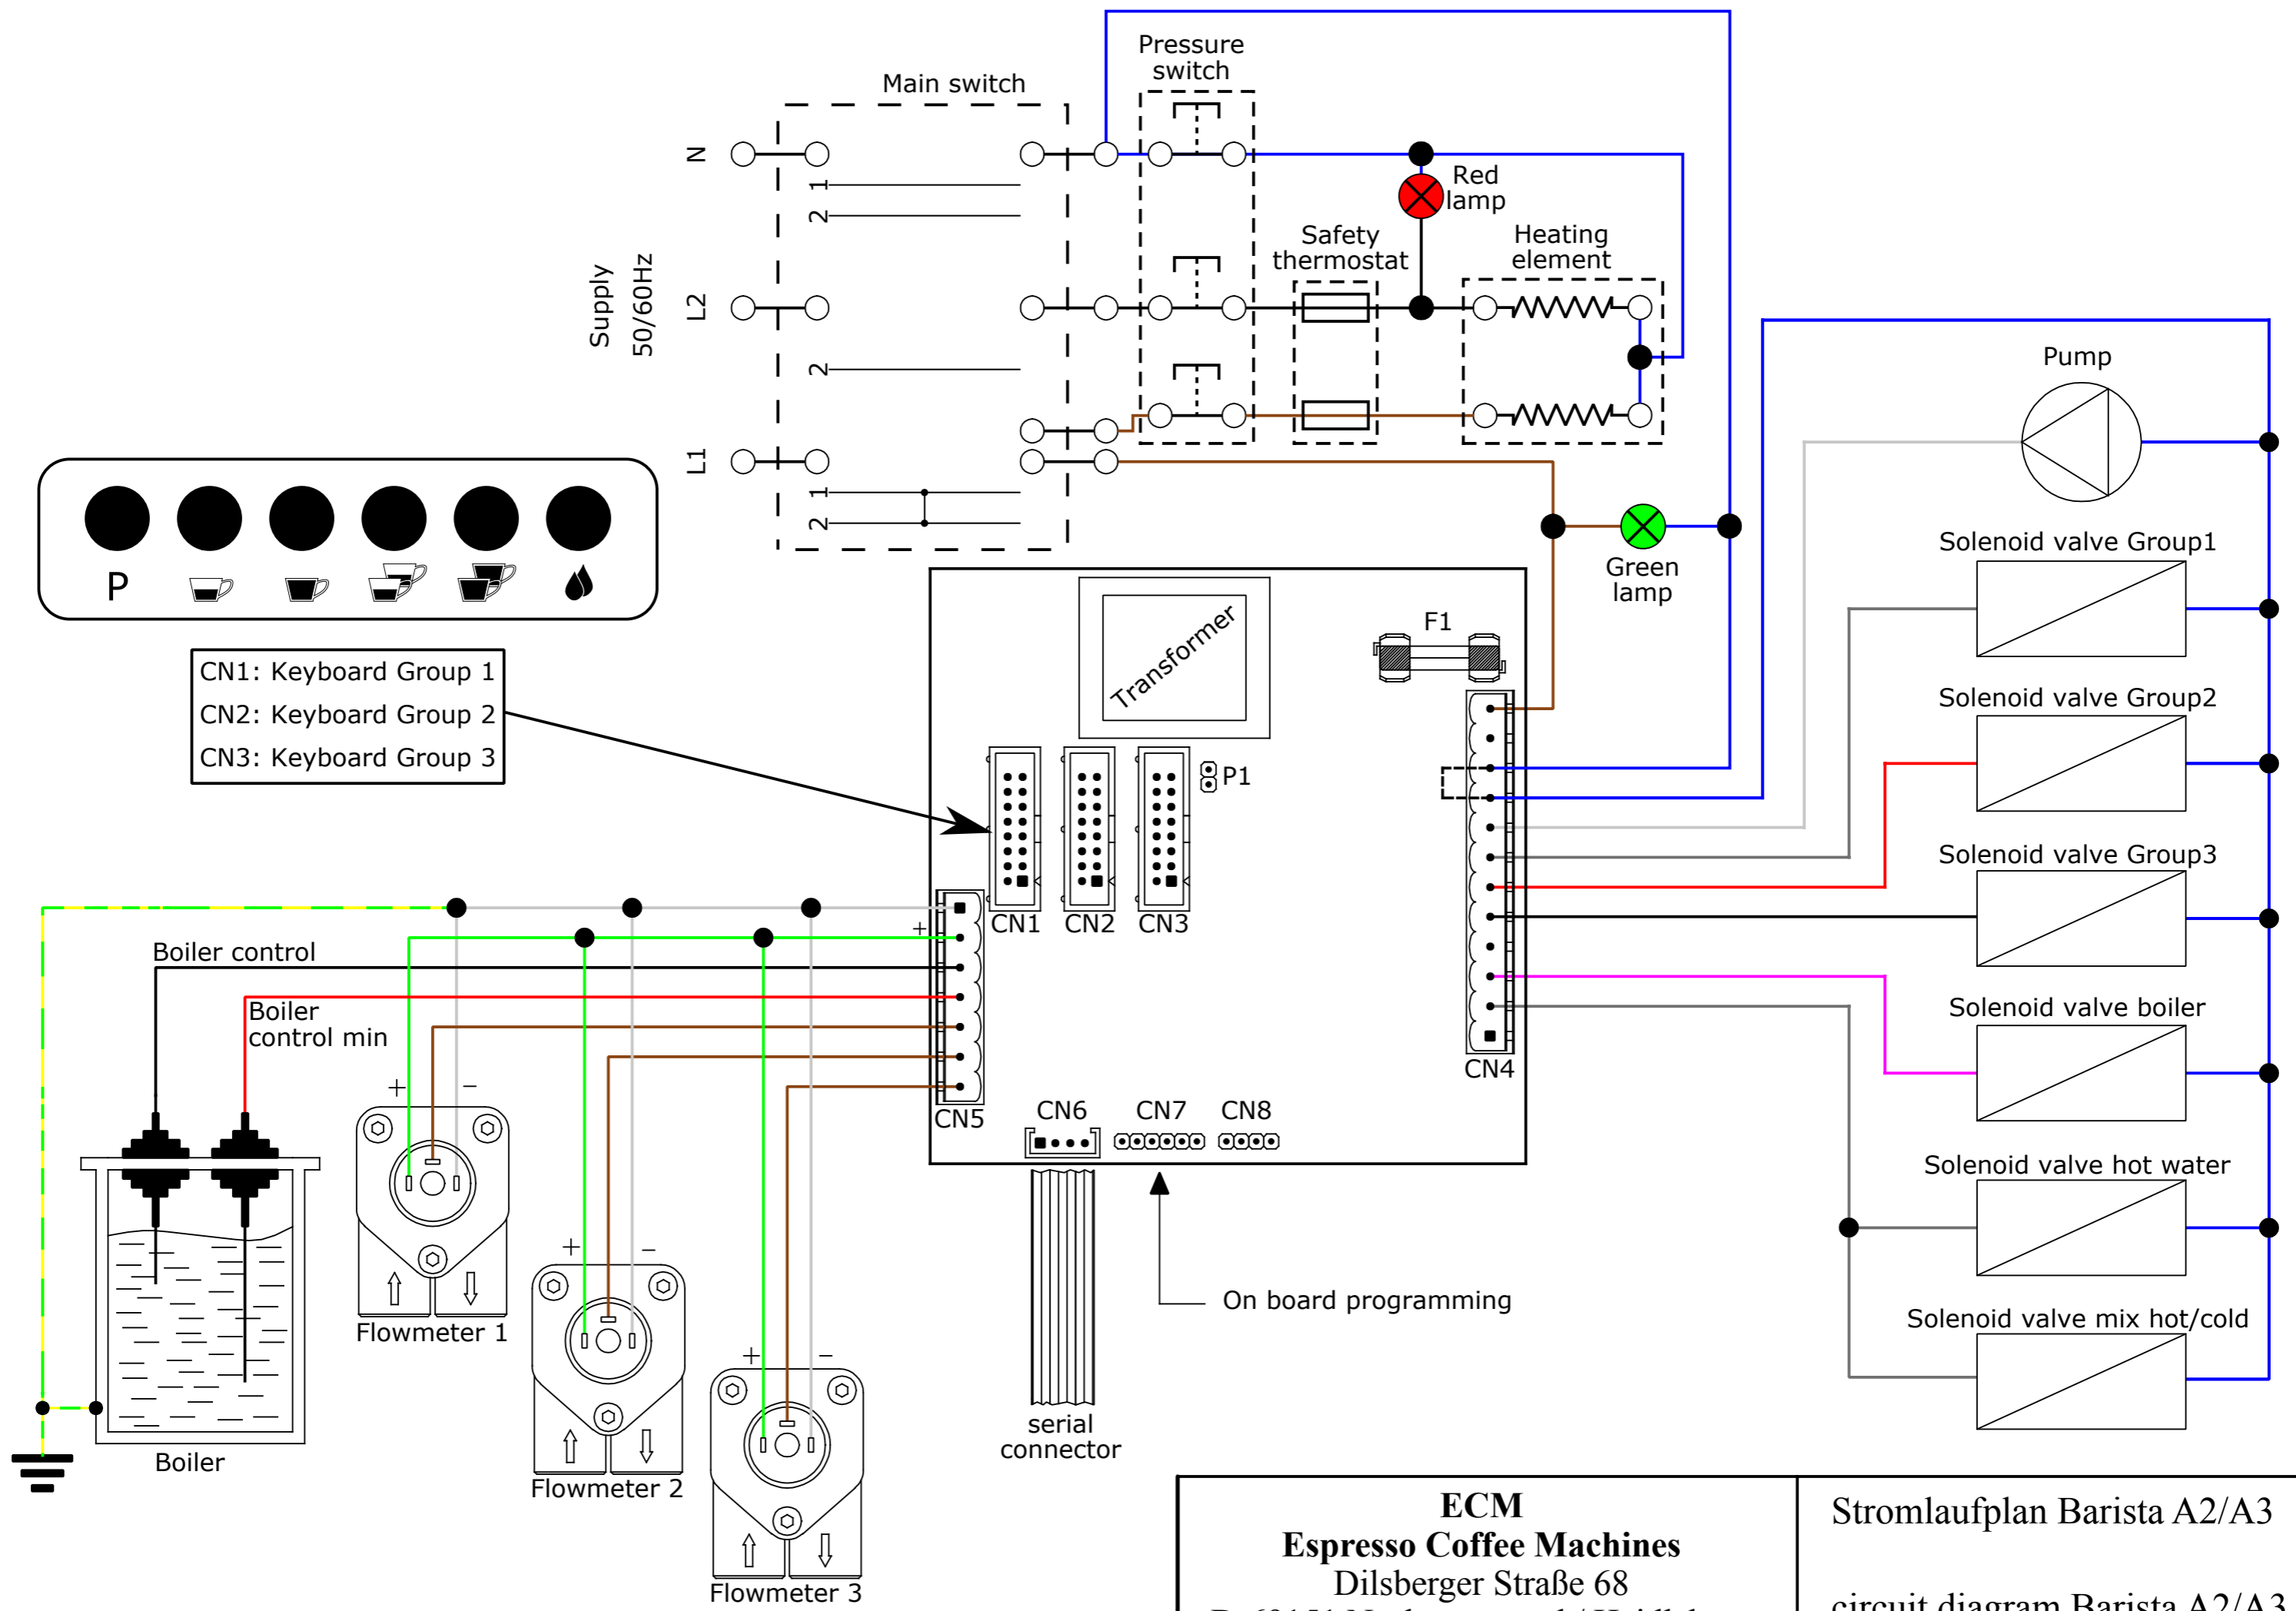 Pressure
switch
Main switch
N
1
2
Red
lamp
Safety
thermostat
Heating
element
Supply
50/60Hz
L2
2
L1
1
2
Pump
Green
lamp
P
CN1: Keyboard Group 1
CN2: Keyboard Group 2
CN3: Keyboard Group 3
Transformer
F1
P1
CN1
CN2
CN3
CN4
CN5
CN6
CN7
CN8
+
Boiler control
Boiler
control min
+
−
Flowmeter 1
+
−
Flowmeter 2
+
−
Flowmeter 3
Boiler
serial
connector
On board programming
Solenoid valve Group1
Solenoid valve Group2
Solenoid valve Group3
Solenoid valve boiler
Solenoid valve hot water
Solenoid valve mix hot/cold
ECM
Espresso Coffee Machines
Dilsberger Straße 68
Stromlaufplan Barista A2/A3
circuit diagram Barista A2/A3